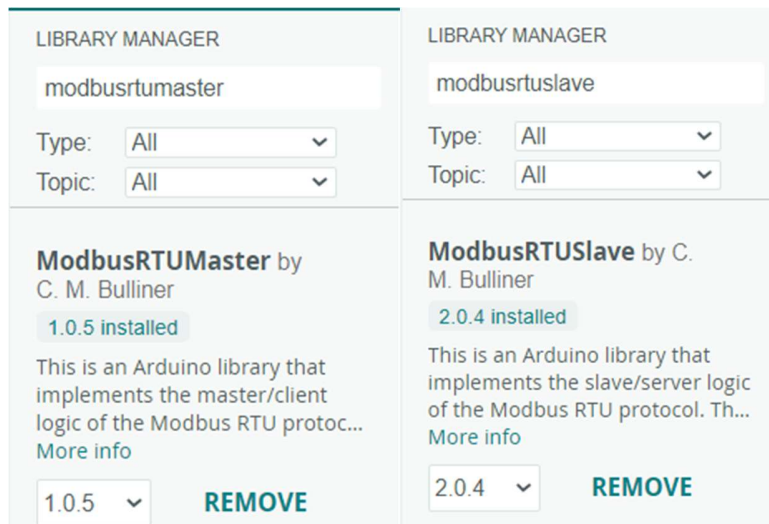 LIBRARY MANAGER
modbusrtumaster
Type: All
Topic: All
ModbusRTUMaster by
C. M. Bulliner
1.0.5 installed
This is an Arduino library that
implements the master/client
logic of the Modbus RTU protoc...
More info
1.0.5 REMOVE
LIBRARY MANAGER
modbusrtuslave
Type: All
Topic: All
ModbusRTUSlave by C.
M. Bulliner
2.0.4 installed
This is an Arduino library that
implements the slave/server logic
of the Modbus RTU protocol. Th...
More info
2.0.4 REMOVE